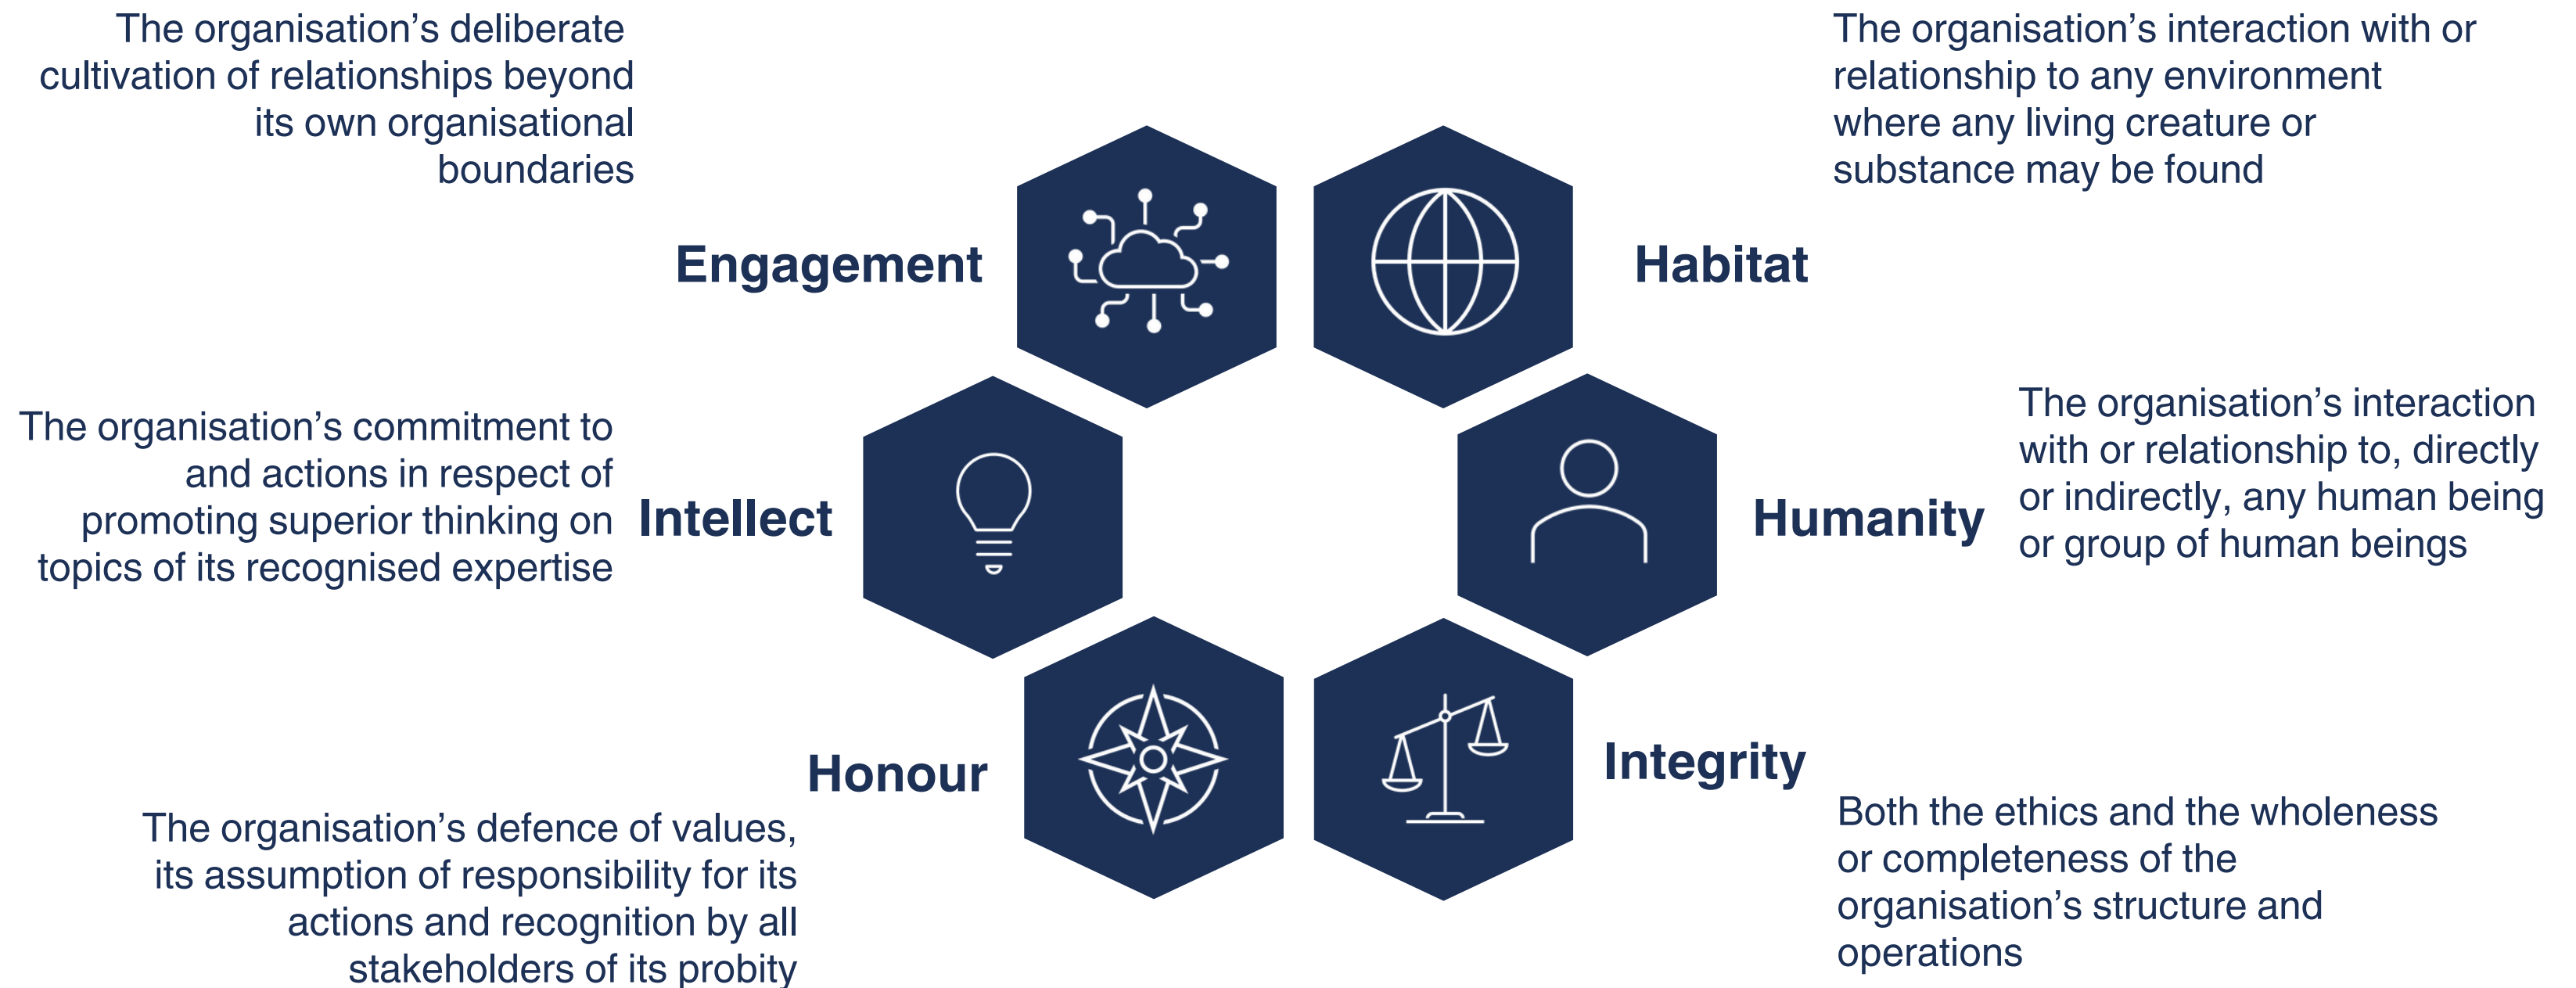 The organisation’s deliberate
cultivation of relationships beyond
its own organisational
boundaries
Engagement
The organisation’s interaction with or
relationship to any environment
where any living creature or
substance may be found
Habitat
The organisation’s commitment to
and actions in respect of
promoting superior thinking on
topics of its recognised expertise
Intellect
Humanity
The organisation’s interaction
with or relationship to, directly
or indirectly, any human being
or group of human beings
Honour
The organisation’s defence of values,
its assumption of responsibility for its
actions and recognition by all
stakeholders of its probity
Integrity
Both the ethics and the wholeness
or completeness of the
organisation’s structure and
operations